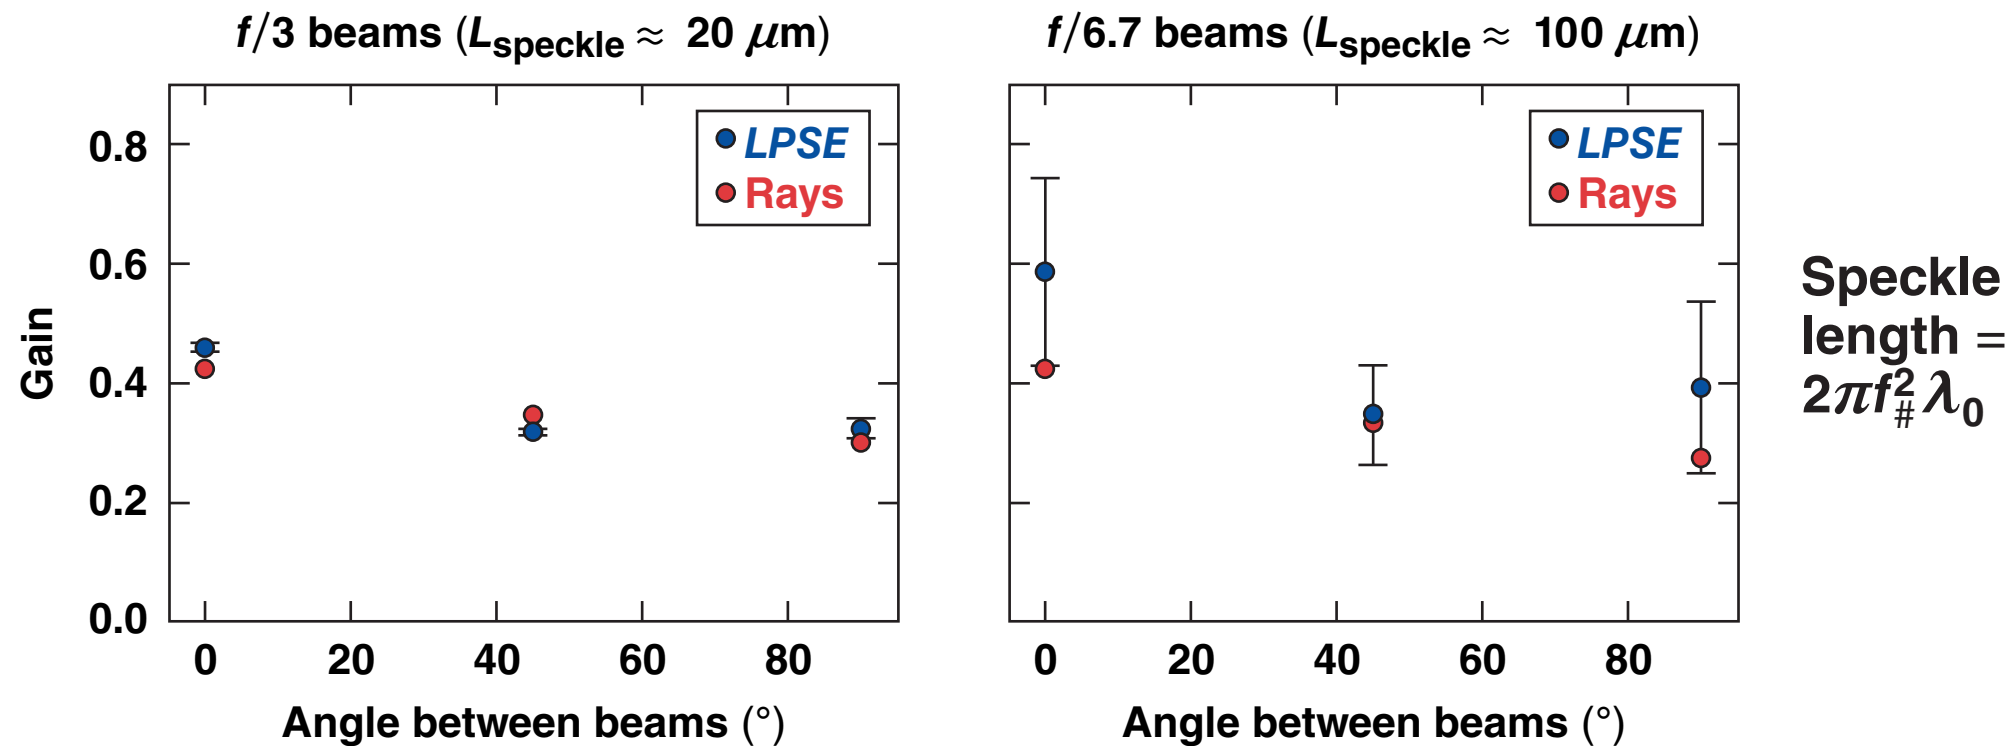 f/3 beams (Lspeckle ≈ 20 μm)
f/6.7 beams (Lspeckle ≈ 100 μm)
Gain
0.8
0.6
0.4
0.2
0.0
LPSE
Rays
0 20 40 60 80
Angle between beams (°)
LPSE
Rays
0 20 40 60 80
Angle between beams (°)
Speckle
length =
2πf#²λ₀